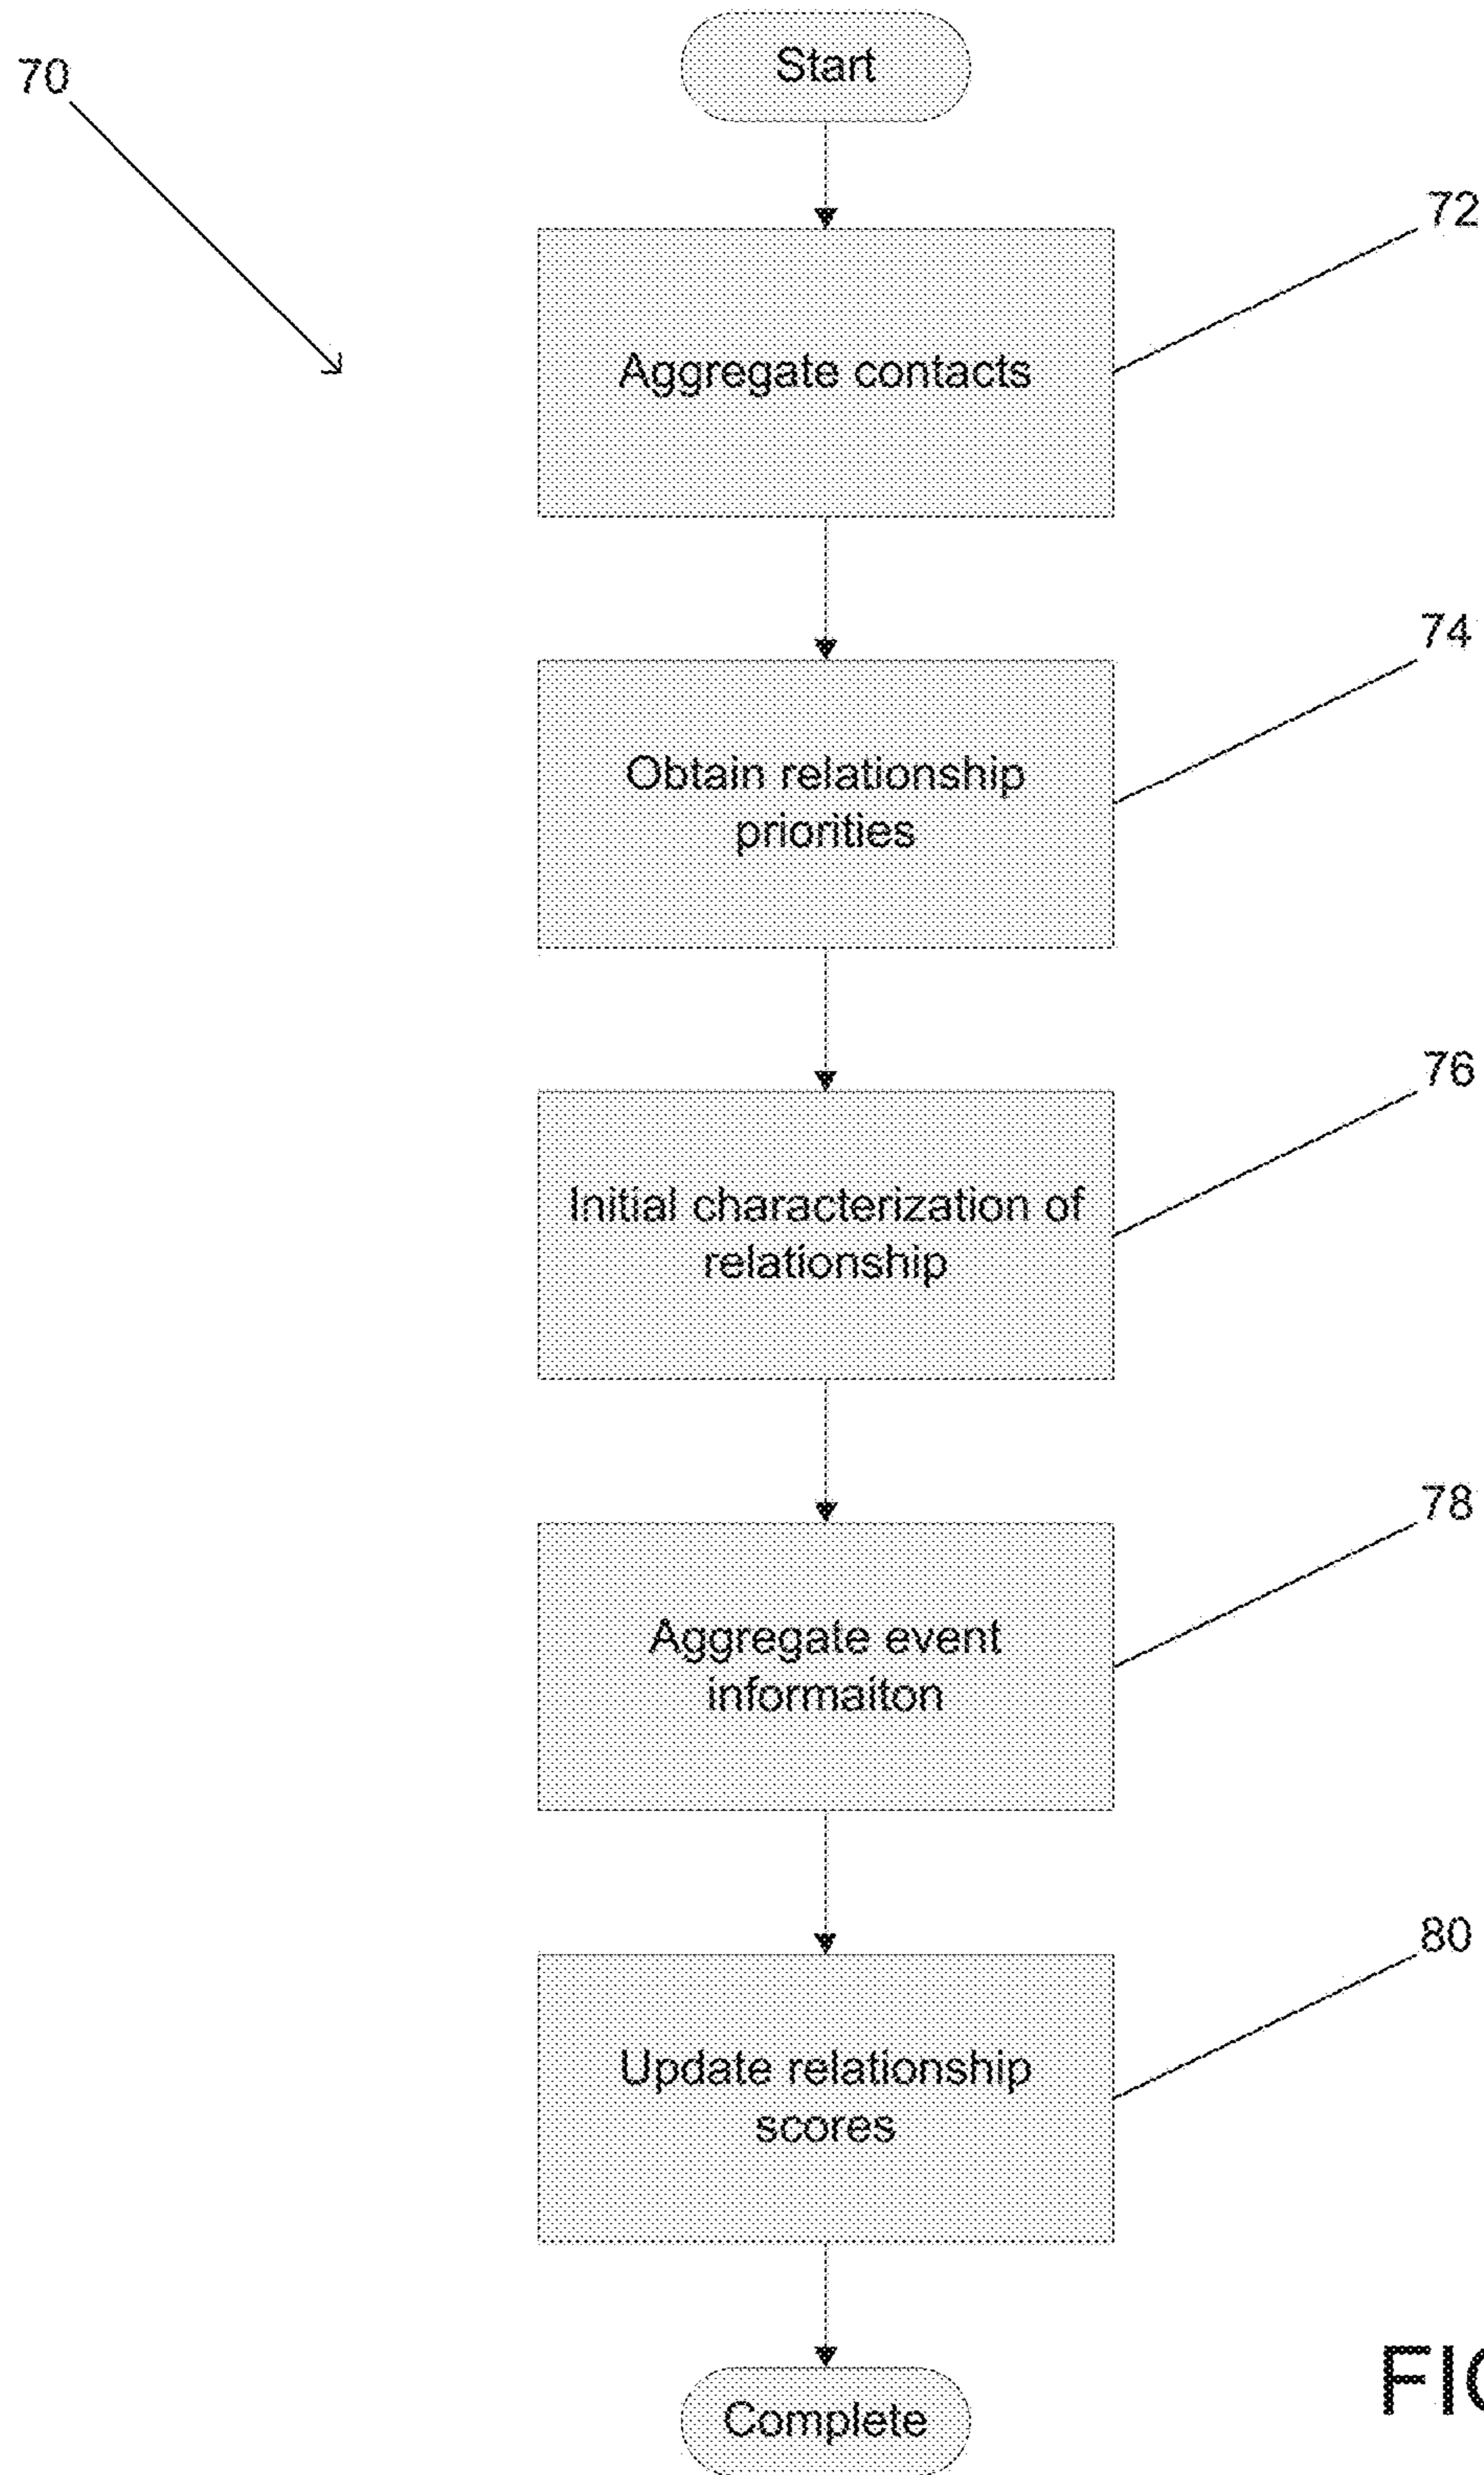 Start
70
72
Aggregate contacts
74
Obtain relationship
priorities
76
Initial characterization of
relationship
78
Aggregate event
informaiton
80
Update relationship
scores
Complete